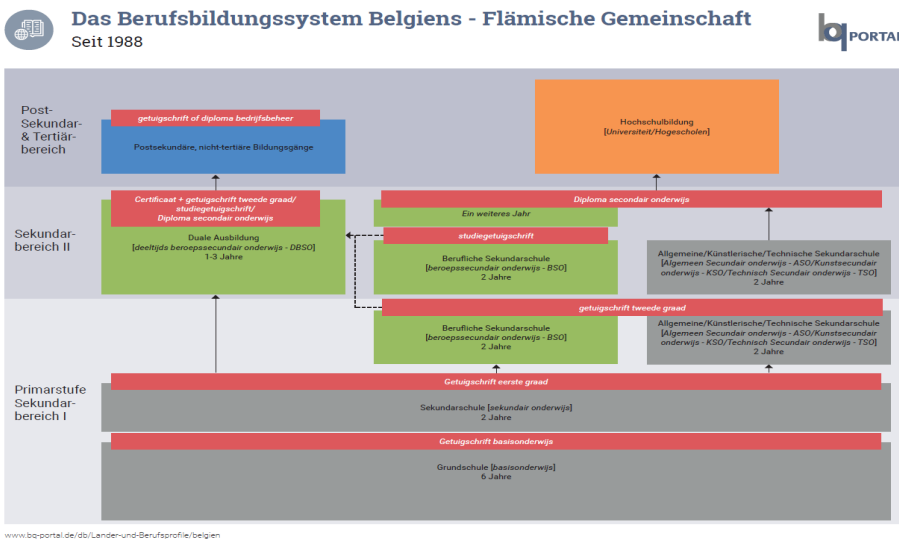 Das Berufsbildungssystem Belgiens - Flämische Gemeinschaft
Seit 1988
bq PORTAL
Post-
Sekundar-
& Tertiär-
bereich
getuigschrift of diploma bedrijfsbeheer
Postsekundäre, nicht-tertiäre Bildungsgänge
Hochschulbildung
[Universiteit/Hogescholen]
Sekundar-
bereich II
Certificaat + getuigschrift tweede graad/
studiegetuigschrift/
Diploma secondair onderwijs
Duale Ausbildung
[deeltijds beroepssecundair onderwijs - DBSO]
1-3 Jahre
Diploma secondair onderwijs
Ein weiteres Jahr
studiegetuigschrift
Berufliche Sekundarschule
[beroepssecundair onderwijs - BSO]
2 Jahre
Allgemeine/Künstlerische/Technische Sekundarschule
[Algemeen Secundair onderwijs - ASO/Kunstsecundair
onderwijs - KSO/Technisch Secundair onderwijs - TSO]
2 Jahre
getuigschrift tweede graad
Berufliche Sekundarschule
[beroepssecundair onderwijs - BSO]
2 Jahre
Allgemeine/Künstlerische/Technische Sekundarschule
[Algemeen Secundair onderwijs - ASO/Kunstsecundair
onderwijs - KSO/Technisch Secundair onderwijs - TSO]
2 Jahre
Primarstufe
Sekundar-
bereich I
Getuigschrift eerste graad
Sekundarschule [sekundair onderwijs]
2 Jahre
Getuigschrift basisonderwijs
Grundschule [basisonderwijs]
6 Jahre
www.bq-portal.de/db/Länder-und-Berufsprofile/belgien